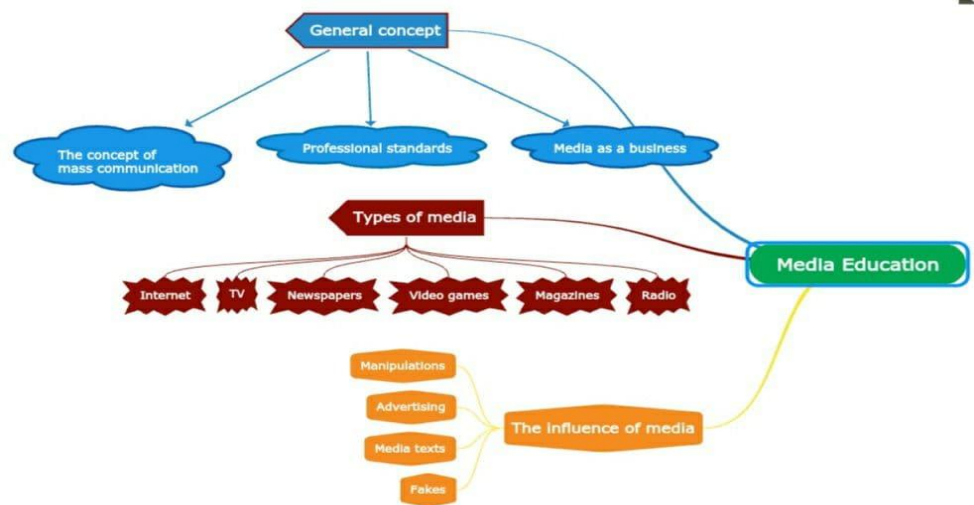 General concept
The concept of
mass communication
Professional standards
Media as a business
Types of media
Media Education
Internet
TV
Newspapers
Video games
Magazines
Radio
Manipulations
Advertising
The influence of media
Media texts
Fakes